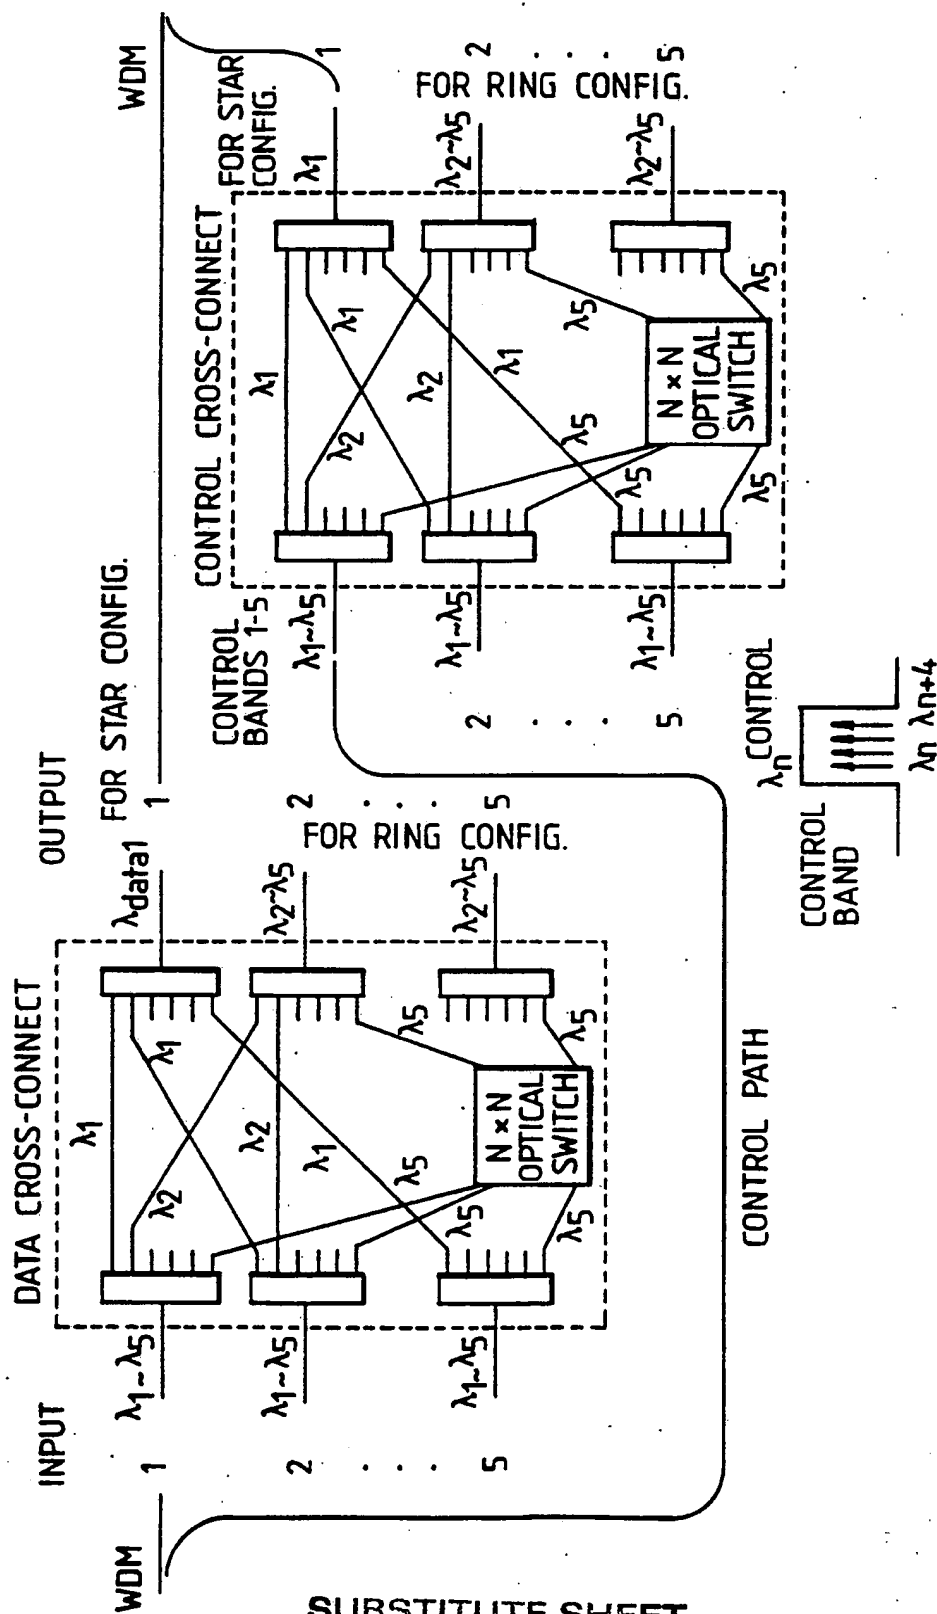 WDM
INPUT
1
2
. . .
5
DATA CROSS-CONNECT
λ1~λ5
λ1~λ5
λ1~λ5
λ1
λ2
λ1
λ2
λ1
λ5
λ5
λ5
λ5
λ5
N × N
OPTICAL
SWITCH
λdata1
λ2~λ5
λ2~λ5
OUTPUT
FOR STAR CONFIG.
1
2
. . .
5
FOR RING CONFIG.
CONTROL PATH
CONTROL CROSS-CONNECT
CONTROL
BANDS 1-5
λ1~λ5
λ1~λ5
λ1~λ5
2
. . .
5
λ1
λ2
λ1
λ2
λ1
λ5
λ5
λ5
λ5
λ5
N × N
OPTICAL
SWITCH
λ1
λ2~λ5
λ2~λ5
FOR STAR
CONFIG.
1
2
. . .
5
FOR RING CONFIG.
WDM
CONTROL
BAND
λn
CONTROL
λn λn+4
SUBSTITUTE SHEET